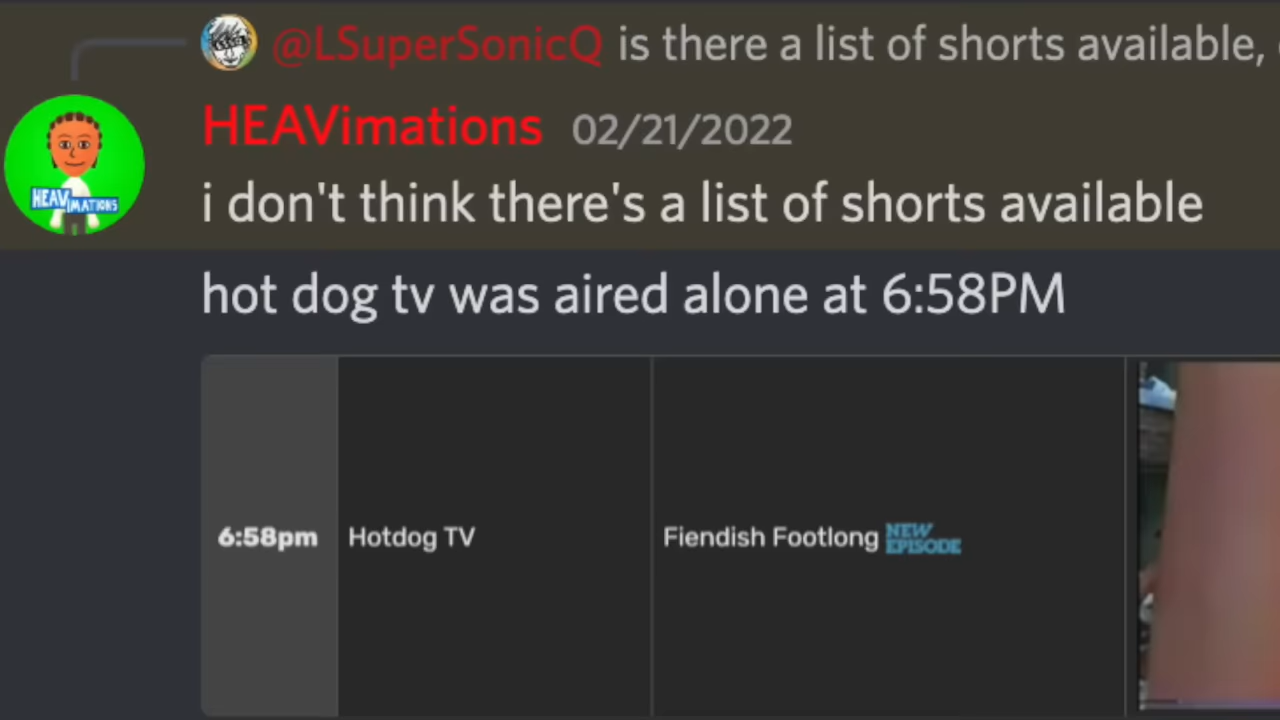 @LSuperSonicQ is there a list of shorts available,
HEAVimations 02/21/2022
HEAVIMATIONS
i don't think there's a list of shorts available
hot dog tv was aired alone at 6:58PM
6:58pm Hotdog TV Fiendish Footlong NEW EPISODE